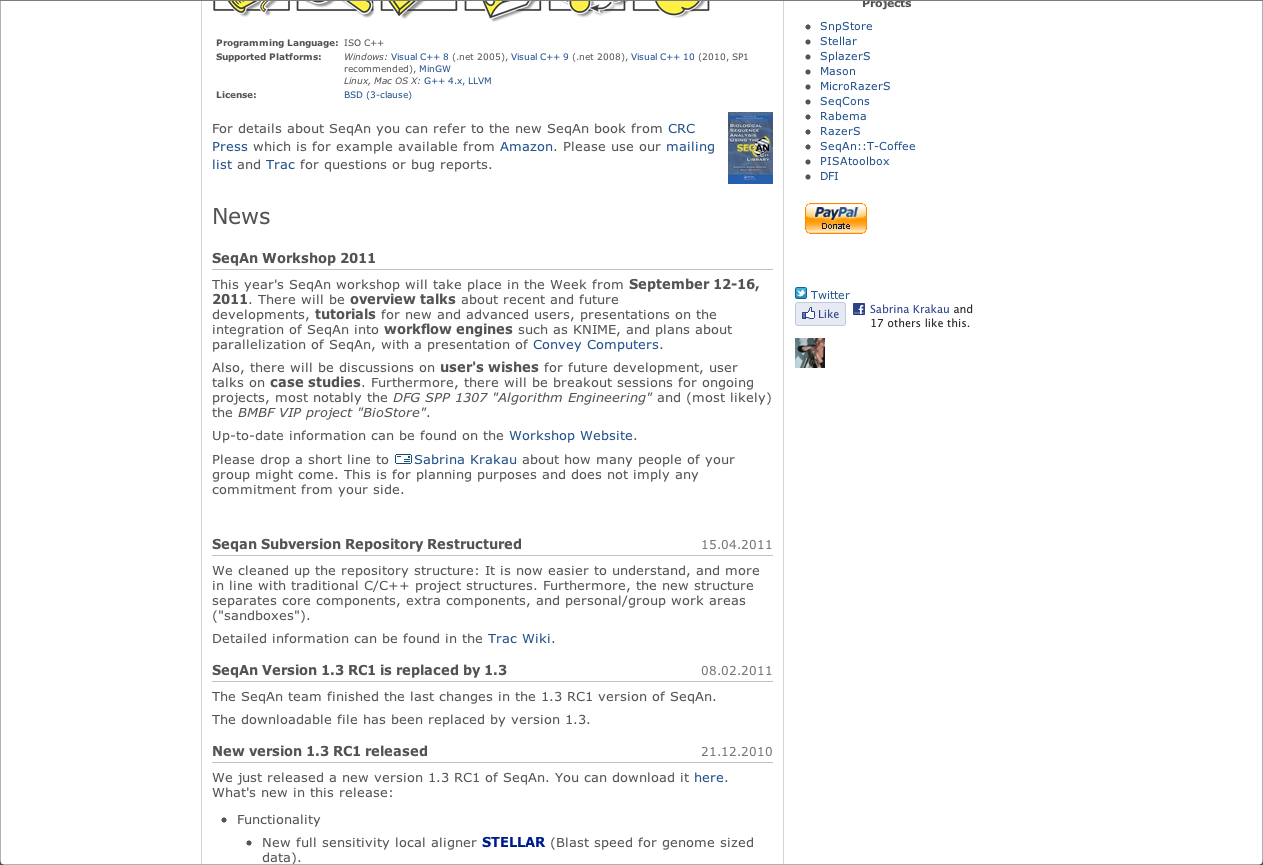 Programming Language: ISO C++
Supported Platforms: Windows: Visual C++ 8 (.net 2005), Visual C++ 9 (.net 2008), Visual C++ 10 (2010, SP1
recommended), MinGW
Linux, Mac OS X: G++ 4.x, LLVM
License: BSD (3-clause)
For details about SeqAn you can refer to the new SeqAn book from CRC
Press which is for example available from Amazon. Please use our mailing
list and Trac for questions or bug reports.
BIOLOGICAL
SEQUENCE
ANALYSIS
USING THE
SEQAN
LIBRARY
News
SeqAn Workshop 2011
This year's SeqAn workshop will take place in the Week from September 12-16,
2011. There will be overview talks about recent and future
developments, tutorials for new and advanced users, presentations on the
integration of SeqAn into workflow engines such as KNIME, and plans about
parallelization of SeqAn, with a presentation of Convey Computers.
Also, there will be discussions on user's wishes for future development, user
talks on case studies. Furthermore, there will be breakout sessions for ongoing
projects, most notably the DFG SPP 1307 "Algorithm Engineering" and (most likely)
the BMBF VIP project "BioStore".
Up-to-date information can be found on the Workshop Website.
Please drop a short line to Sabrina Krakau about how many people of your
group might come. This is for planning purposes and does not imply any
commitment from your side.
Seqan Subversion Repository Restructured 15.04.2011
We cleaned up the repository structure: It is now easier to understand, and more
in line with traditional C/C++ project structures. Furthermore, the new structure
separates core components, extra components, and personal/group work areas
("sandboxes").
Detailed information can be found in the Trac Wiki.
SeqAn Version 1.3 RC1 is replaced by 1.3 08.02.2011
The SeqAn team finished the last changes in the 1.3 RC1 version of SeqAn.
The downloadable file has been replaced by version 1.3.
New version 1.3 RC1 released 21.12.2010
We just released a new version 1.3 RC1 of SeqAn. You can download it here.
What's new in this release:
Functionality
New full sensitivity local aligner STELLAR (Blast speed for genome sized
data).
Projects
SnpStore
Stellar
SplazerS
Mason
MicroRazerS
SeqCons
Rabema
RazerS
SeqAn::T-Coffee
PISAtoolbox
DFI
PayPal
Donate
Twitter
Like
Sabrina Krakau and
17 others like this.